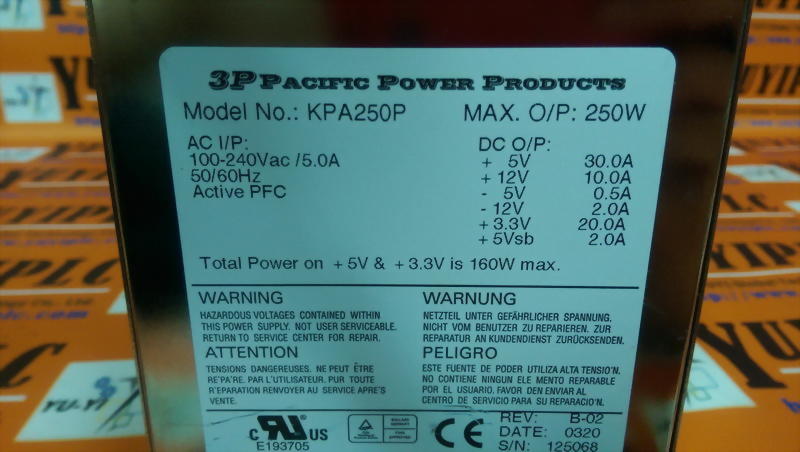 3P PACIFIC POWER PRODUCTS
Model No.: KPA250P MAX. O/P: 250W
AC I/P: DC O/P:
100-240Vac /5.0A + 5V 30.0A
50/60Hz + 12V 10.0A
Active PFC - 5V 0.5A
- 12V 2.0A
+ 3.3V 20.0A
+ 5Vsb 2.0A
Total Power on + 5V & + 3.3V is 160W max.
WARNING
HAZARDOUS VOLTAGES CONTAINED WITHIN
THIS POWER SUPPLY. NOT USER SERVICEABLE.
RETURN TO SERVICE CENTER FOR REPAIR.
WARNUNG
NETZTEIL UNTER GEFÄHRLICHER SPANNUNG.
NICHT VOM BENUTZER ZU REPARIEREN. ZUR
REPARATUR AN KUNDENDIENST ZURÜCKSENDEN.
ATTENTION
TENSIONS DANGEREUSES. NE PEUT ÊTRE
RE'PA'RE. PAR L'UTILISATEUR. PUR TOUTE
R'EPARATION RENVOYER AU SERVICE APRE'S
VENTE.
PELIGRO
ESTE FUENTE DE PODER UTILIZA ALTA TENSIO'N.
NO CONTIENE NINGUN ELE MENTO REPARABLE
POR EL USUARIO. FAVOR DEN ENVIARLO AL
CENTRO DE SERVICIO PARA SU REPARACIO'N.
c RU US
E193705
CE
REV: B-02
DATE: 0320
S/N: 125068
YUYIPLC